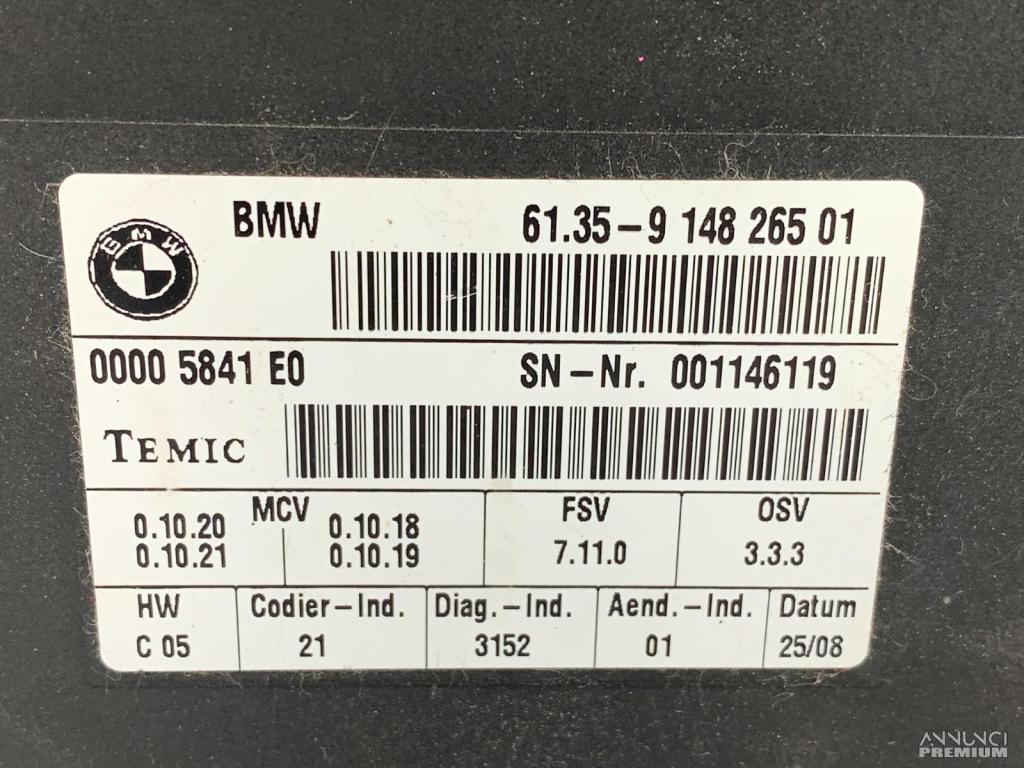 BMW
BMW 61.35-9 148 265 01
0000 5841 E0 SN-Nr. 001146119
TEMIC
MCV FSV OSV
0.10.20 0.10.18
0.10.21 0.10.19 7.11.0 3.3.3
HW Codier-Ind. Diag.-Ind. Aend.-Ind. Datum
C 05 21 3152 01 25/08
ANNUNCI
PREMIUM